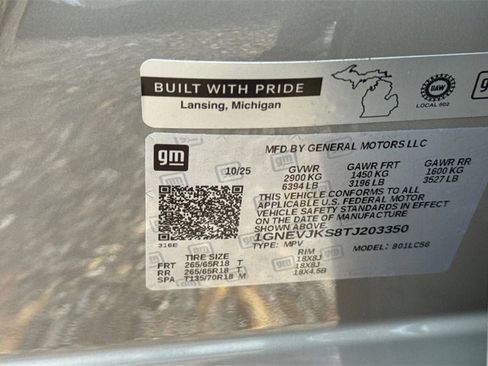 BUILT WITH PRIDE
Lansing, Michigan
UAW
LOCAL 602
gm
MFD BY GENERAL MOTORS LLC
10/25 GVWR GAWR FRT GAWR RR
2900 KG 1450 KG 1600 KG
6394 LB 3196 LB 3527 LB
THIS VEHICLE CONFORMS TO ALL
APPLICABLE U.S. FEDERAL MOTOR
VEHICLE SAFETY STANDARDS IN EFFECT
ON THE DATE OF MANUFACTURE
1GNEVJKS8TJ203350
316E TYPE: MPV MODEL: 801LCS6
TIRE SIZE RIM
FRT 265/65R18 T 18X8J
RR 265/65R18 T 18X8J
SPA T135/70R18 M 18X4.5B